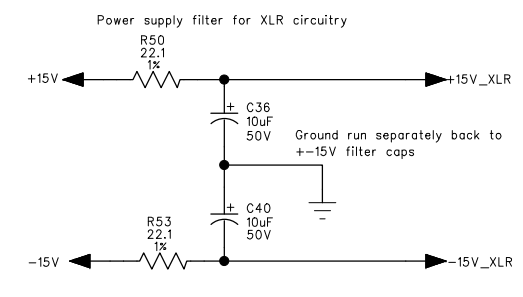 Power supply filter for XLR circuitry
R50
22.1
1%
+15V
+15V_XLR
+
C36
10uF
50V
Ground run separately back to
+-15V filter caps
+
C40
10uF
50V
R53
22.1
1%
-15V
-15V_XLR